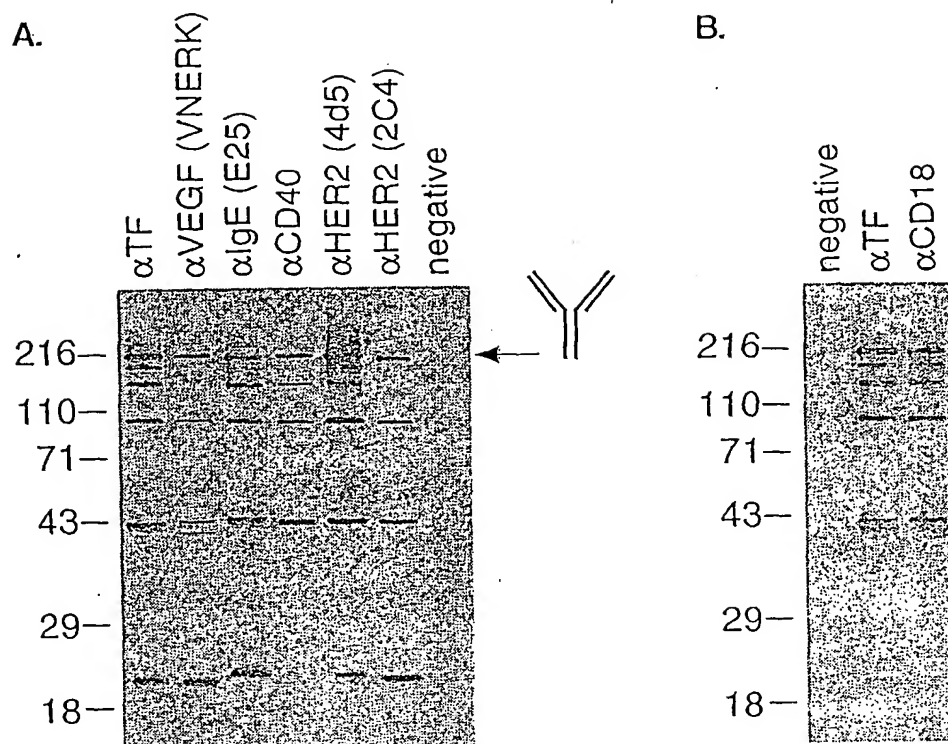 A.
αTF
αVEGF (VNERK)
αIgE (E25)
αCD40
αHER2 (4d5)
αHER2 (2C4)
negative
216
110
71
43
29
18
B.
negative
αTF
αCD18
216
110
71
43
29
18